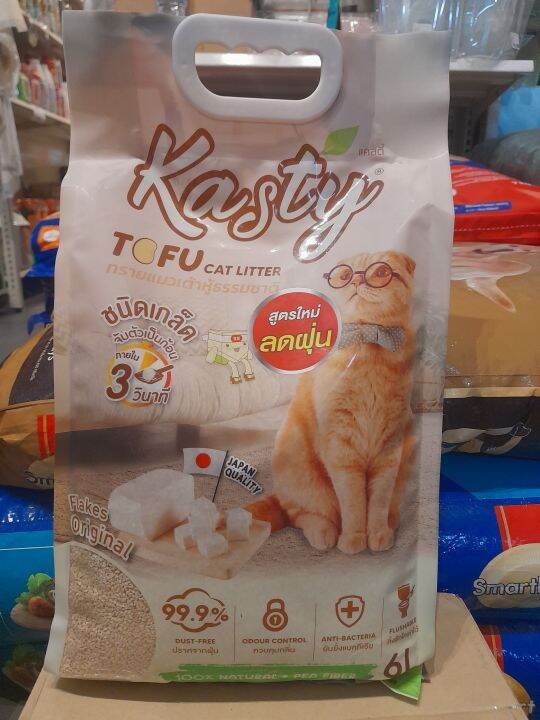 Kasty®
แคสตี้
TOFU CAT LITTER
ทรายแมวเต้าหู้ธรรมชาติ
ชนิดเกล็ด
จับตัวเป็นก้อน
ภายใน
3 วินาที
สูตรใหม่
ลดฝุ่น
JAPAN
QUALITY
Flakes
Original
99.9%
DUST-FREE
ปราศจากฝุ่น
ODOUR CONTROL
ควบคุมกลิ่น
ANTI-BACTERIA
ยับยั้งแบคทีเรีย
FLUSHABLE
100% NATURAL + PEA FIBER
6L
Smart